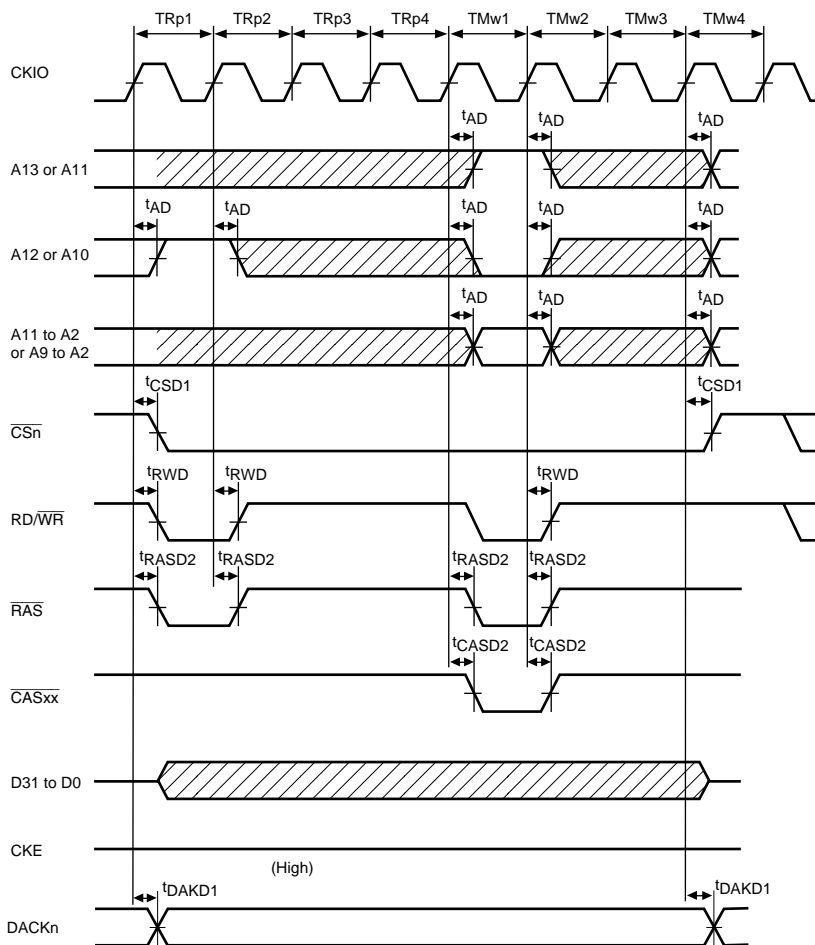 TRp1 TRp2 TRp3 TRp4 TMw1 TMw2 TMw3 TMw4
CKIO
tAD tAD tAD
A13 or A11
tAD tAD tAD tAD tAD
A12 or A10
tAD tAD tAD
A11 to A2
or A9 to A2
tCSD1 tCSD1
CSn
tRWD tRWD tRWD
RD/WR
tRASD2 tRASD2 tRASD2 tRASD2
RAS
tCASD2 tCASD2
CASxx
D31 to D0
CKE
(High)
tDAKD1 tDAKD1
DACKn